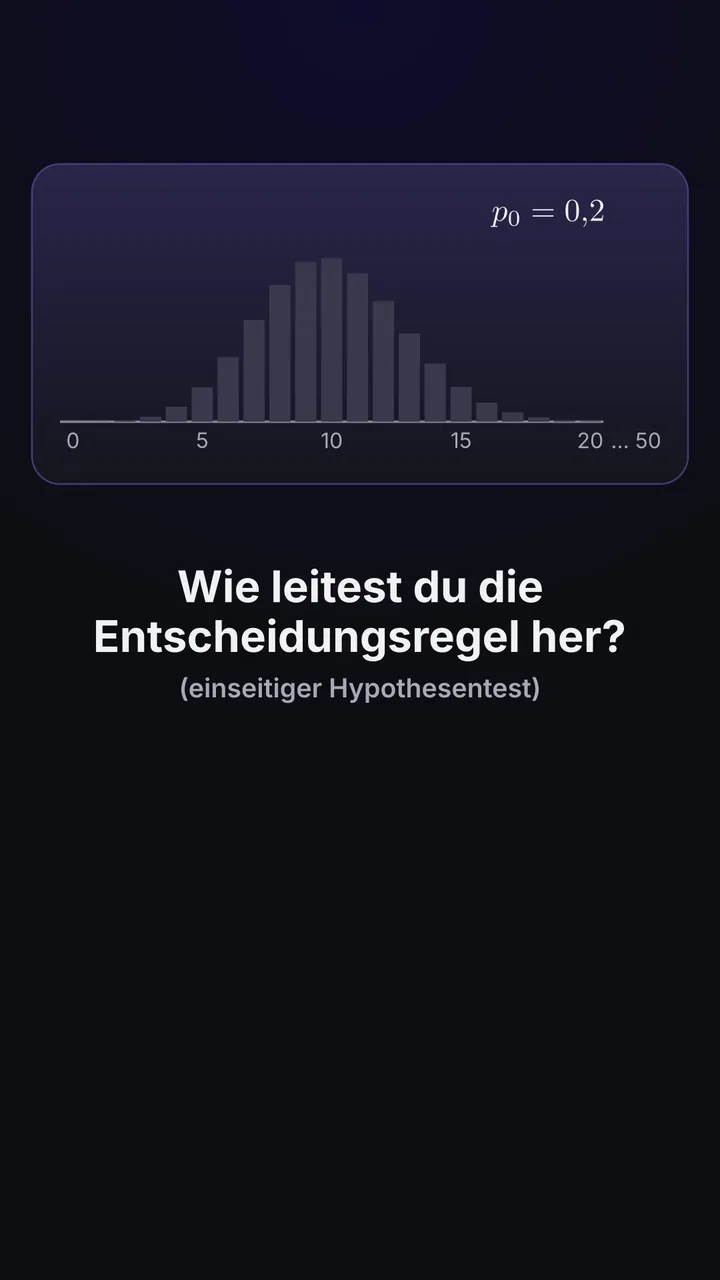 p₀ = 0,2
0 5 10 15 20 ... 50
Wie leitest du die
Entscheidungsregel her?
(einseitiger Hypothesentest)